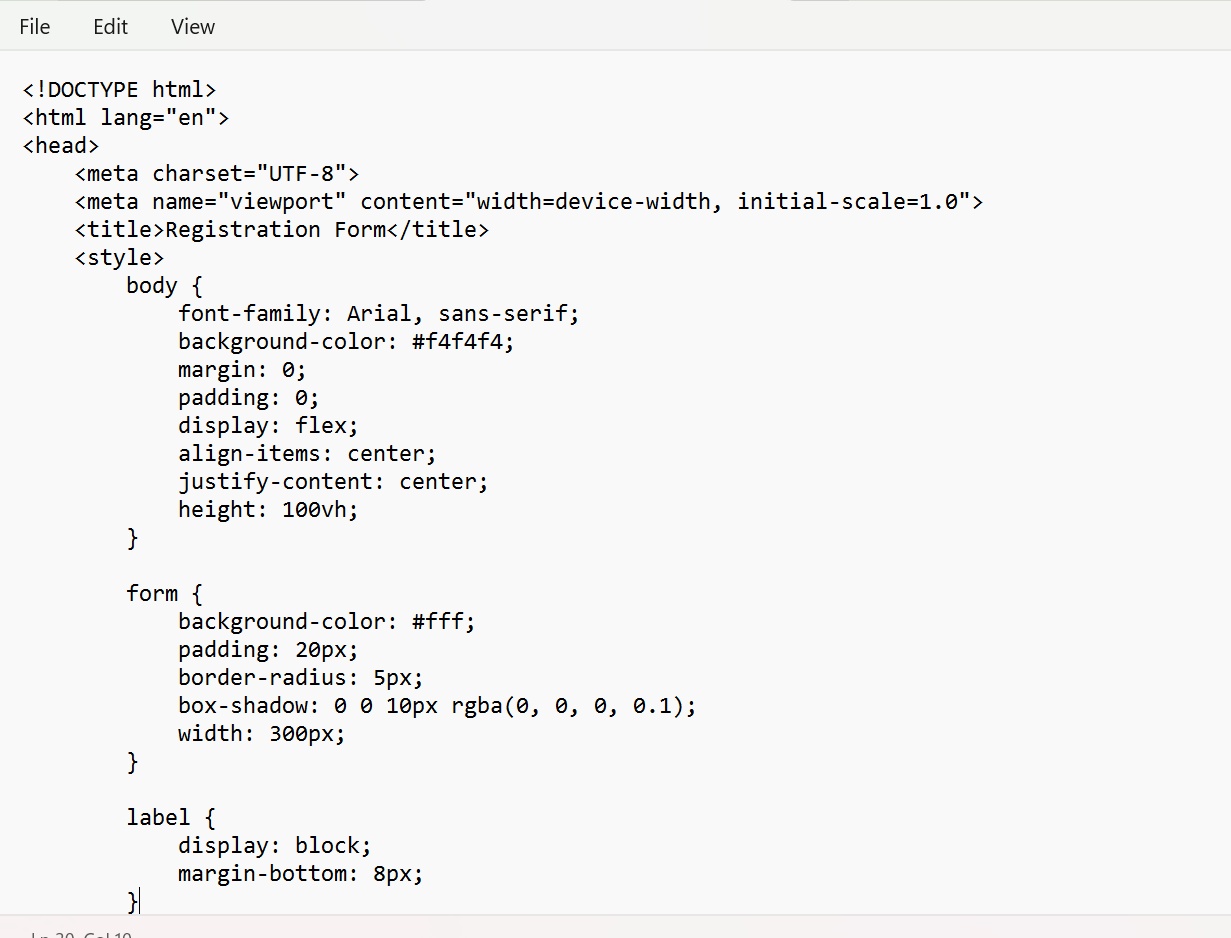 File Edit View
<!DOCTYPE html>
<html lang="en">
<head>
    <meta charset="UTF-8">
    <meta name="viewport" content="width=device-width, initial-scale=1.0">
    <title>Registration Form</title>
    <style>
        body {
            font-family: Arial, sans-serif;
            background-color: #f4f4f4;
            margin: 0;
            padding: 0;
            display: flex;
            align-items: center;
            justify-content: center;
            height: 100vh;
        }

        form {
            background-color: #fff;
            padding: 20px;
            border-radius: 5px;
            box-shadow: 0 0 10px rgba(0, 0, 0, 0.1);
            width: 300px;
        }

        label {
            display: block;
            margin-bottom: 8px;
        }